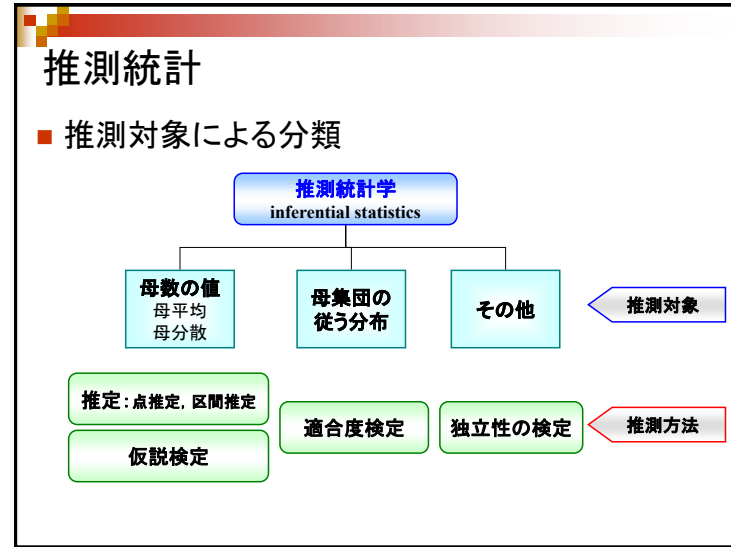 推測統計
推測対象による分類
推測統計学
inferential statistics
母数の値
母平均
母分散
母集団の
従う分布
その他
推測対象
推定：点推定，区間推定
仮説検定
適合度検定
独立性の検定
推測方法